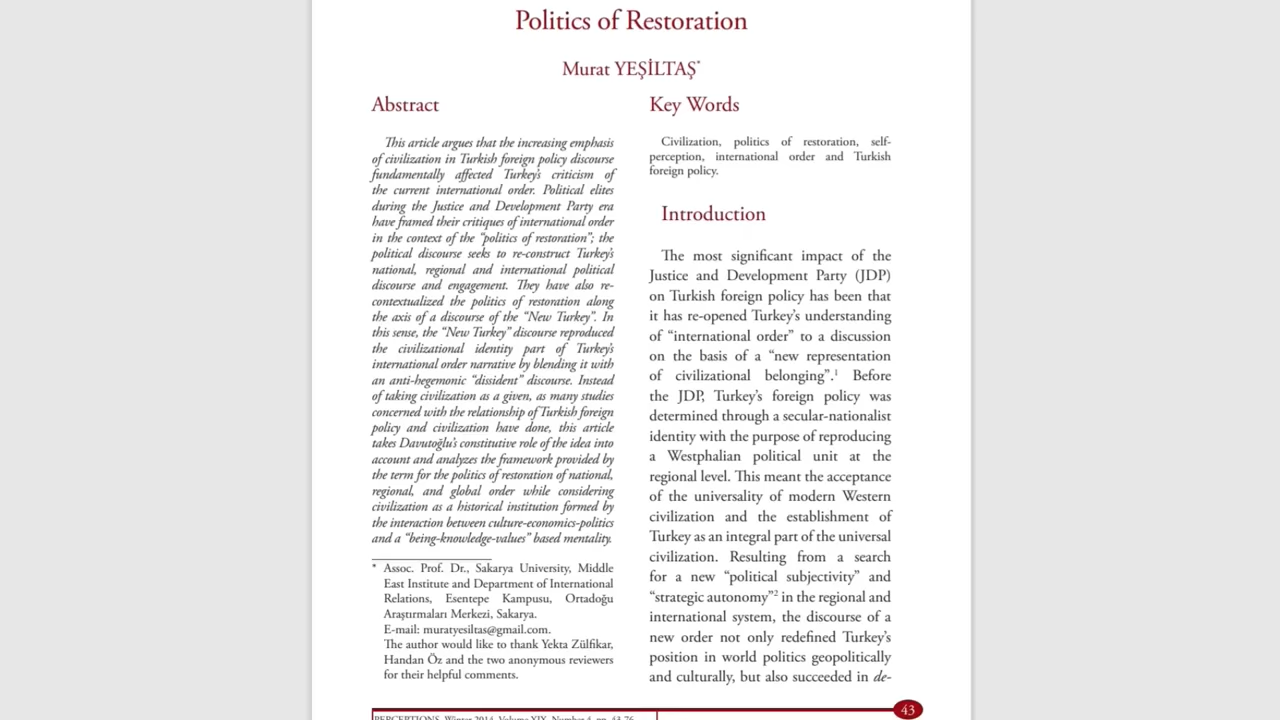 Politics of Restoration
Murat YEŞİLTAŞ*
Abstract
This article argues that the increasing emphasis
of civilization in Turkish foreign policy discourse
fundamentally affected Turkey's criticism of
the current international order. Political elites
during the Justice and Development Party era
have framed their critiques of international order
in the context of the “politics of restoration”; the
political discourse seeks to re-construct Turkey's
national, regional and international political
discourse and engagement. They have also re-
contextualized the politics of restoration along
the axis of a discourse of the “New Turkey”. In
this sense, the “New Turkey” discourse reproduced
the civilizational identity part of Turkey's
international order narrative by blending it with
an anti-hegemonic “dissident” discourse. Instead
of taking civilization as a given, as many studies
concerned with the relationship of Turkish foreign
policy and civilization have done, this article
takes Davutoğlu's constitutive role of the idea into
account and analyzes the framework provided by
the term for the politics of restoration of national,
regional, and global order while considering
civilization as a historical institution formed by
the interaction between culture-economics-politics
and a “being-knowledge-values” based mentality.
* Assoc. Prof. Dr., Sakarya University, Middle
East Institute and Department of International
Relations, Esentepe Kampusu, Ortadoğu
Araştırmaları Merkezi, Sakarya.
E-mail: muratyesiltas@gmail.com.
The author would like to thank Yekta Zülfikar,
Handan Öz and the two anonymous reviewers
for their helpful comments.
Key Words
Civilization, politics of restoration, self-
perception, international order and Turkish
foreign policy.
Introduction
The most significant impact of the
Justice and Development Party (JDP)
on Turkish foreign policy has been that
it has re-opened Turkey's understanding
of “international order” to a discussion
on the basis of a “new representation
of civilizational belonging”.¹ Before
the JDP, Turkey's foreign policy was
determined through a secular-nationalist
identity with the purpose of reproducing
a Westphalian political unit at the
regional level. This meant the acceptance
of the universality of modern Western
civilization and the establishment of
Turkey as an integral part of the universal
civilization. Resulting from a search
for a new “political subjectivity” and
“strategic autonomy”² in the regional and
international system, the discourse of a
new order not only redefined Turkey's
position in world politics geopolitically
and culturally, but also succeeded in de-
43
PERCEPTIONS, Winter 2014, Volume XIX, Number 4, pp. 43-76.